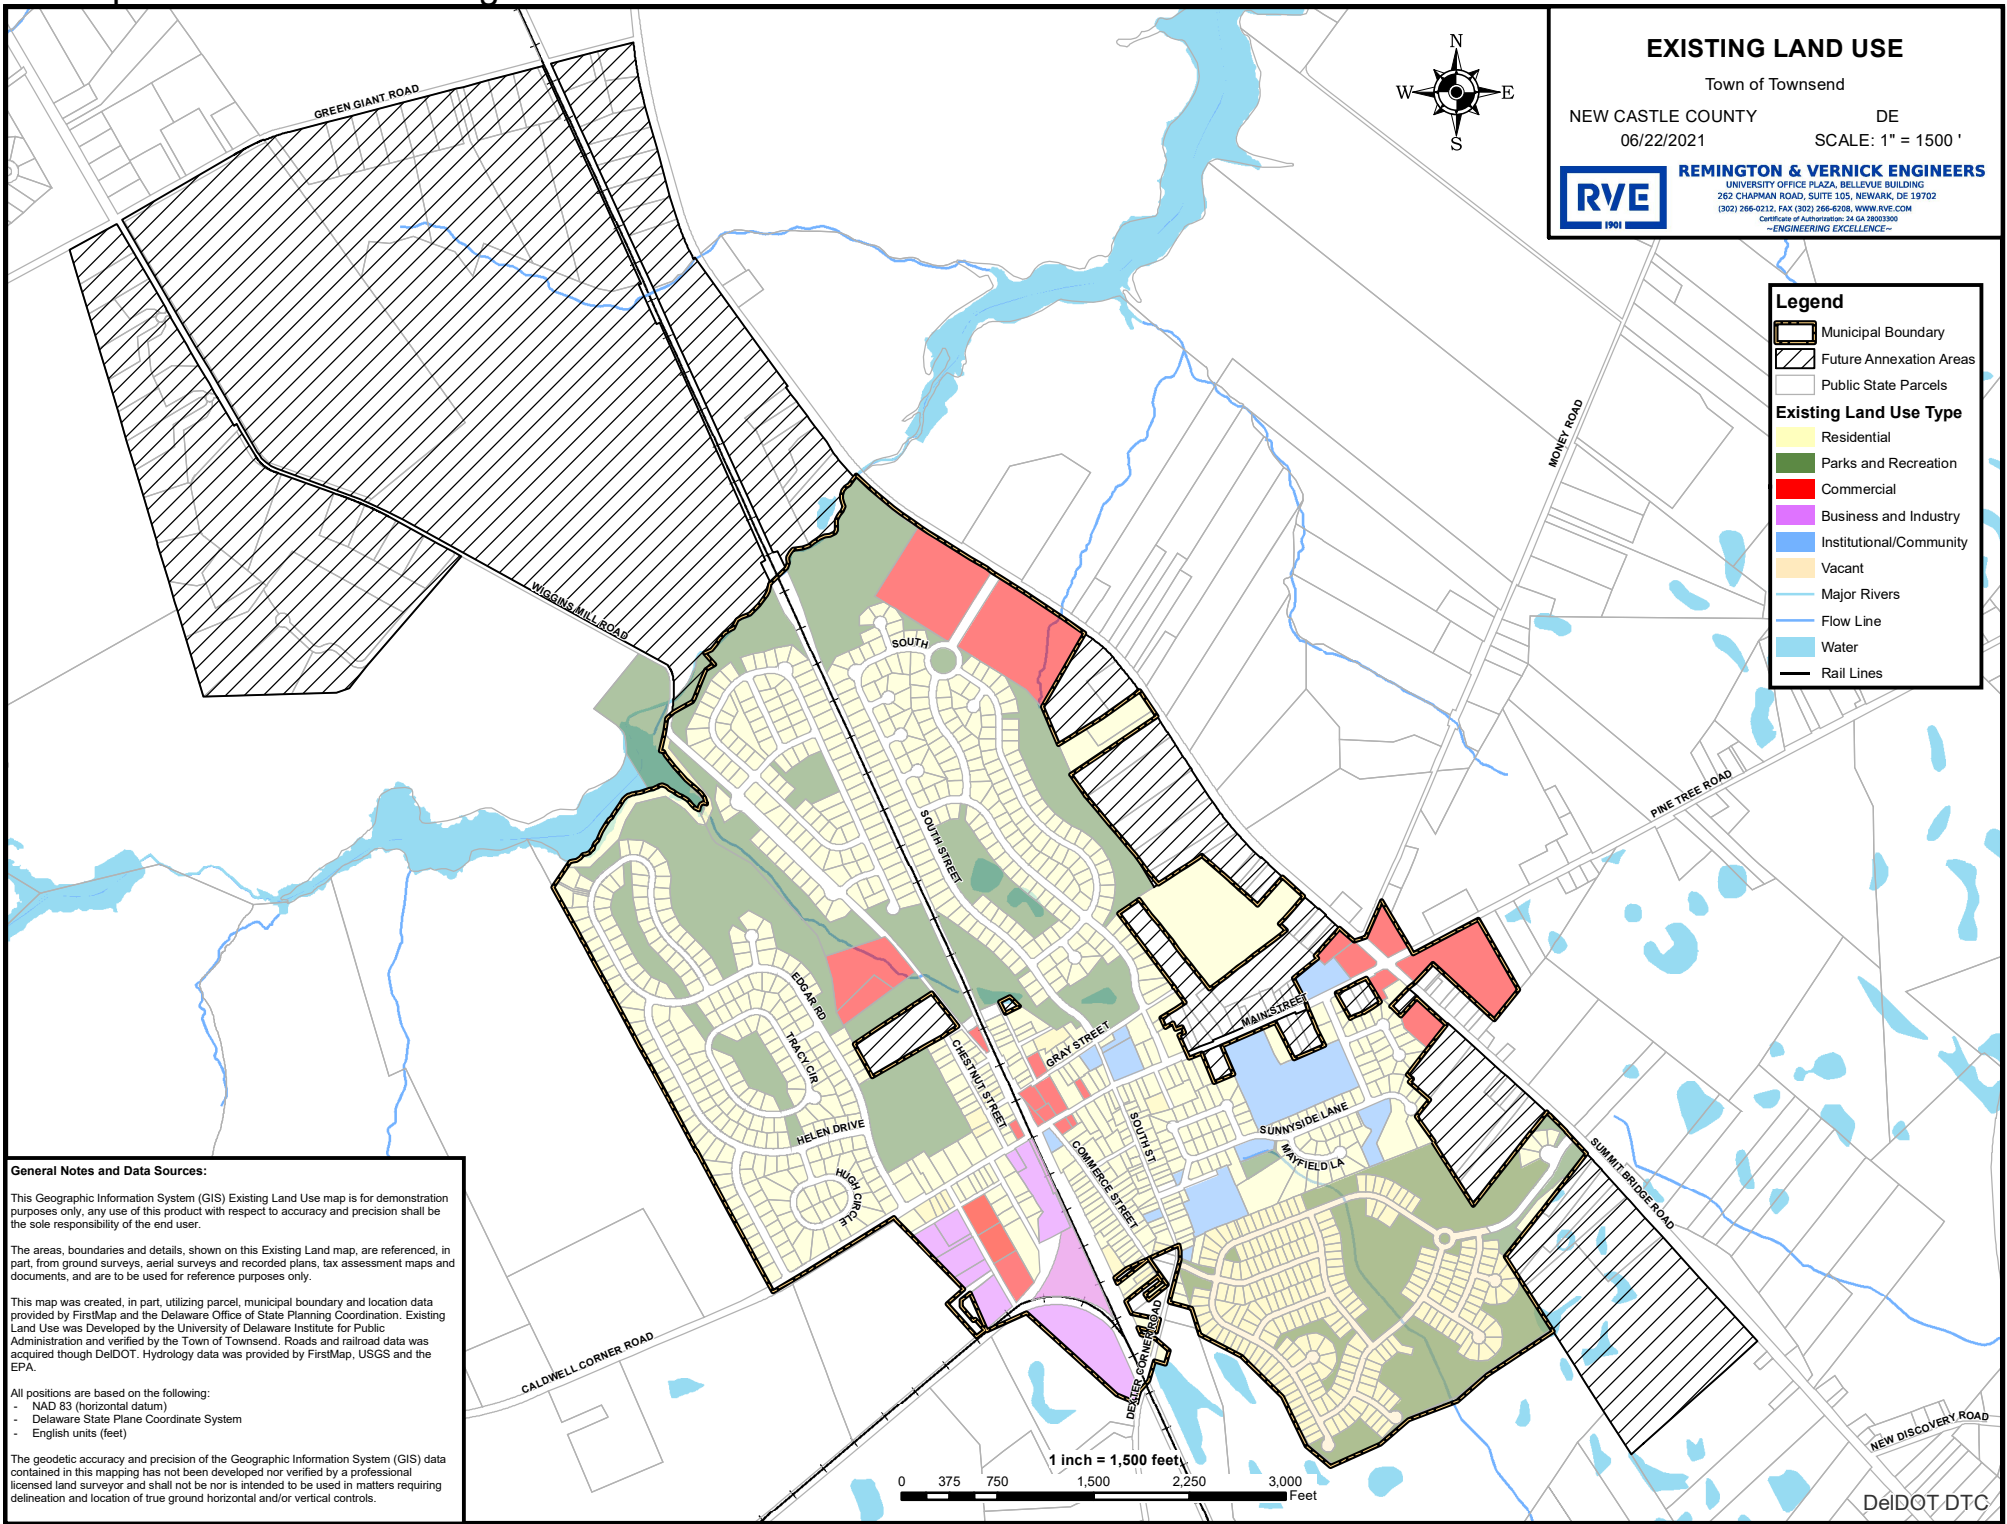 EXISTING LAND USE
Town of Townsend
NEW CASTLE COUNTY DE
06/22/2021 SCALE: 1" = 1500 '
RVE
1901
REMINGTON & VERNICK ENGINEERS
UNIVERSITY OFFICE PLAZA, BELLEVUE BUILDING
262 CHAPMAN ROAD, SUITE 105, NEWARK, DE 19702
(302) 266-0212, FAX (302) 266-6208, WWW.RVE.COM
Certificate of Authorization: 24 GA 28003300
~ENGINEERING EXCELLENCE~
N
W E
S
Legend
Municipal Boundary
Future Annexation Areas
Public State Parcels
Existing Land Use Type
Residential
Parks and Recreation
Commercial
Business and Industry
Institutional/Community
Vacant
Major Rivers
Flow Line
Water
Rail Lines
GREEN GIANT ROAD
MONEY ROAD
WIGGINS MILL ROAD
SOUTH
PINE TREE ROAD
SOUTH STREET
EDGAR RD
MAIN STREET
TRACY CIR
GRAY STREET
CHESTNUT STREET
HELEN DRIVE
SUNNYSIDE LANE
SOUTH ST
MAYFIELD LA
COMMERCE STREET
HUGH CIRCLE
SUMMIT BRIDGE ROAD
CALDWELL CORNER ROAD
DEXTER CORNER ROAD
NEW DISCOVERY ROAD
General Notes and Data Sources:
This Geographic Information System (GIS) Existing Land Use map is for demonstration
purposes only, any use of this product with respect to accuracy and precision shall be
the sole responsibility of the end user.
The areas, boundaries and details, shown on this Existing Land map, are referenced, in
part, from ground surveys, aerial surveys and recorded plans, tax assessment maps and
documents, and are to be used for reference purposes only.
This map was created, in part, utilizing parcel, municipal boundary and location data
provided by FirstMap and the Delaware Office of State Planning Coordination. Existing
Land Use was Developed by the University of Delaware Institute for Public
Administration and verified by the Town of Townsend. Roads and railroad data was
acquired though DelDOT. Hydrology data was provided by FirstMap, USGS and the
EPA.
All positions are based on the following:
- NAD 83 (horizontal datum)
- Delaware State Plane Coordinate System
- English units (feet)
The geodetic accuracy and precision of the Geographic Information System (GIS) data
contained in this mapping has not been developed nor verified by a professional
licensed land surveyor and shall not be nor is intended to be used in matters requiring
delineation and location of true ground horizontal and/or vertical controls.
1 inch = 1,500 feet
0 375 750 1,500 2,250 3,000
Feet
DelDOT DTC